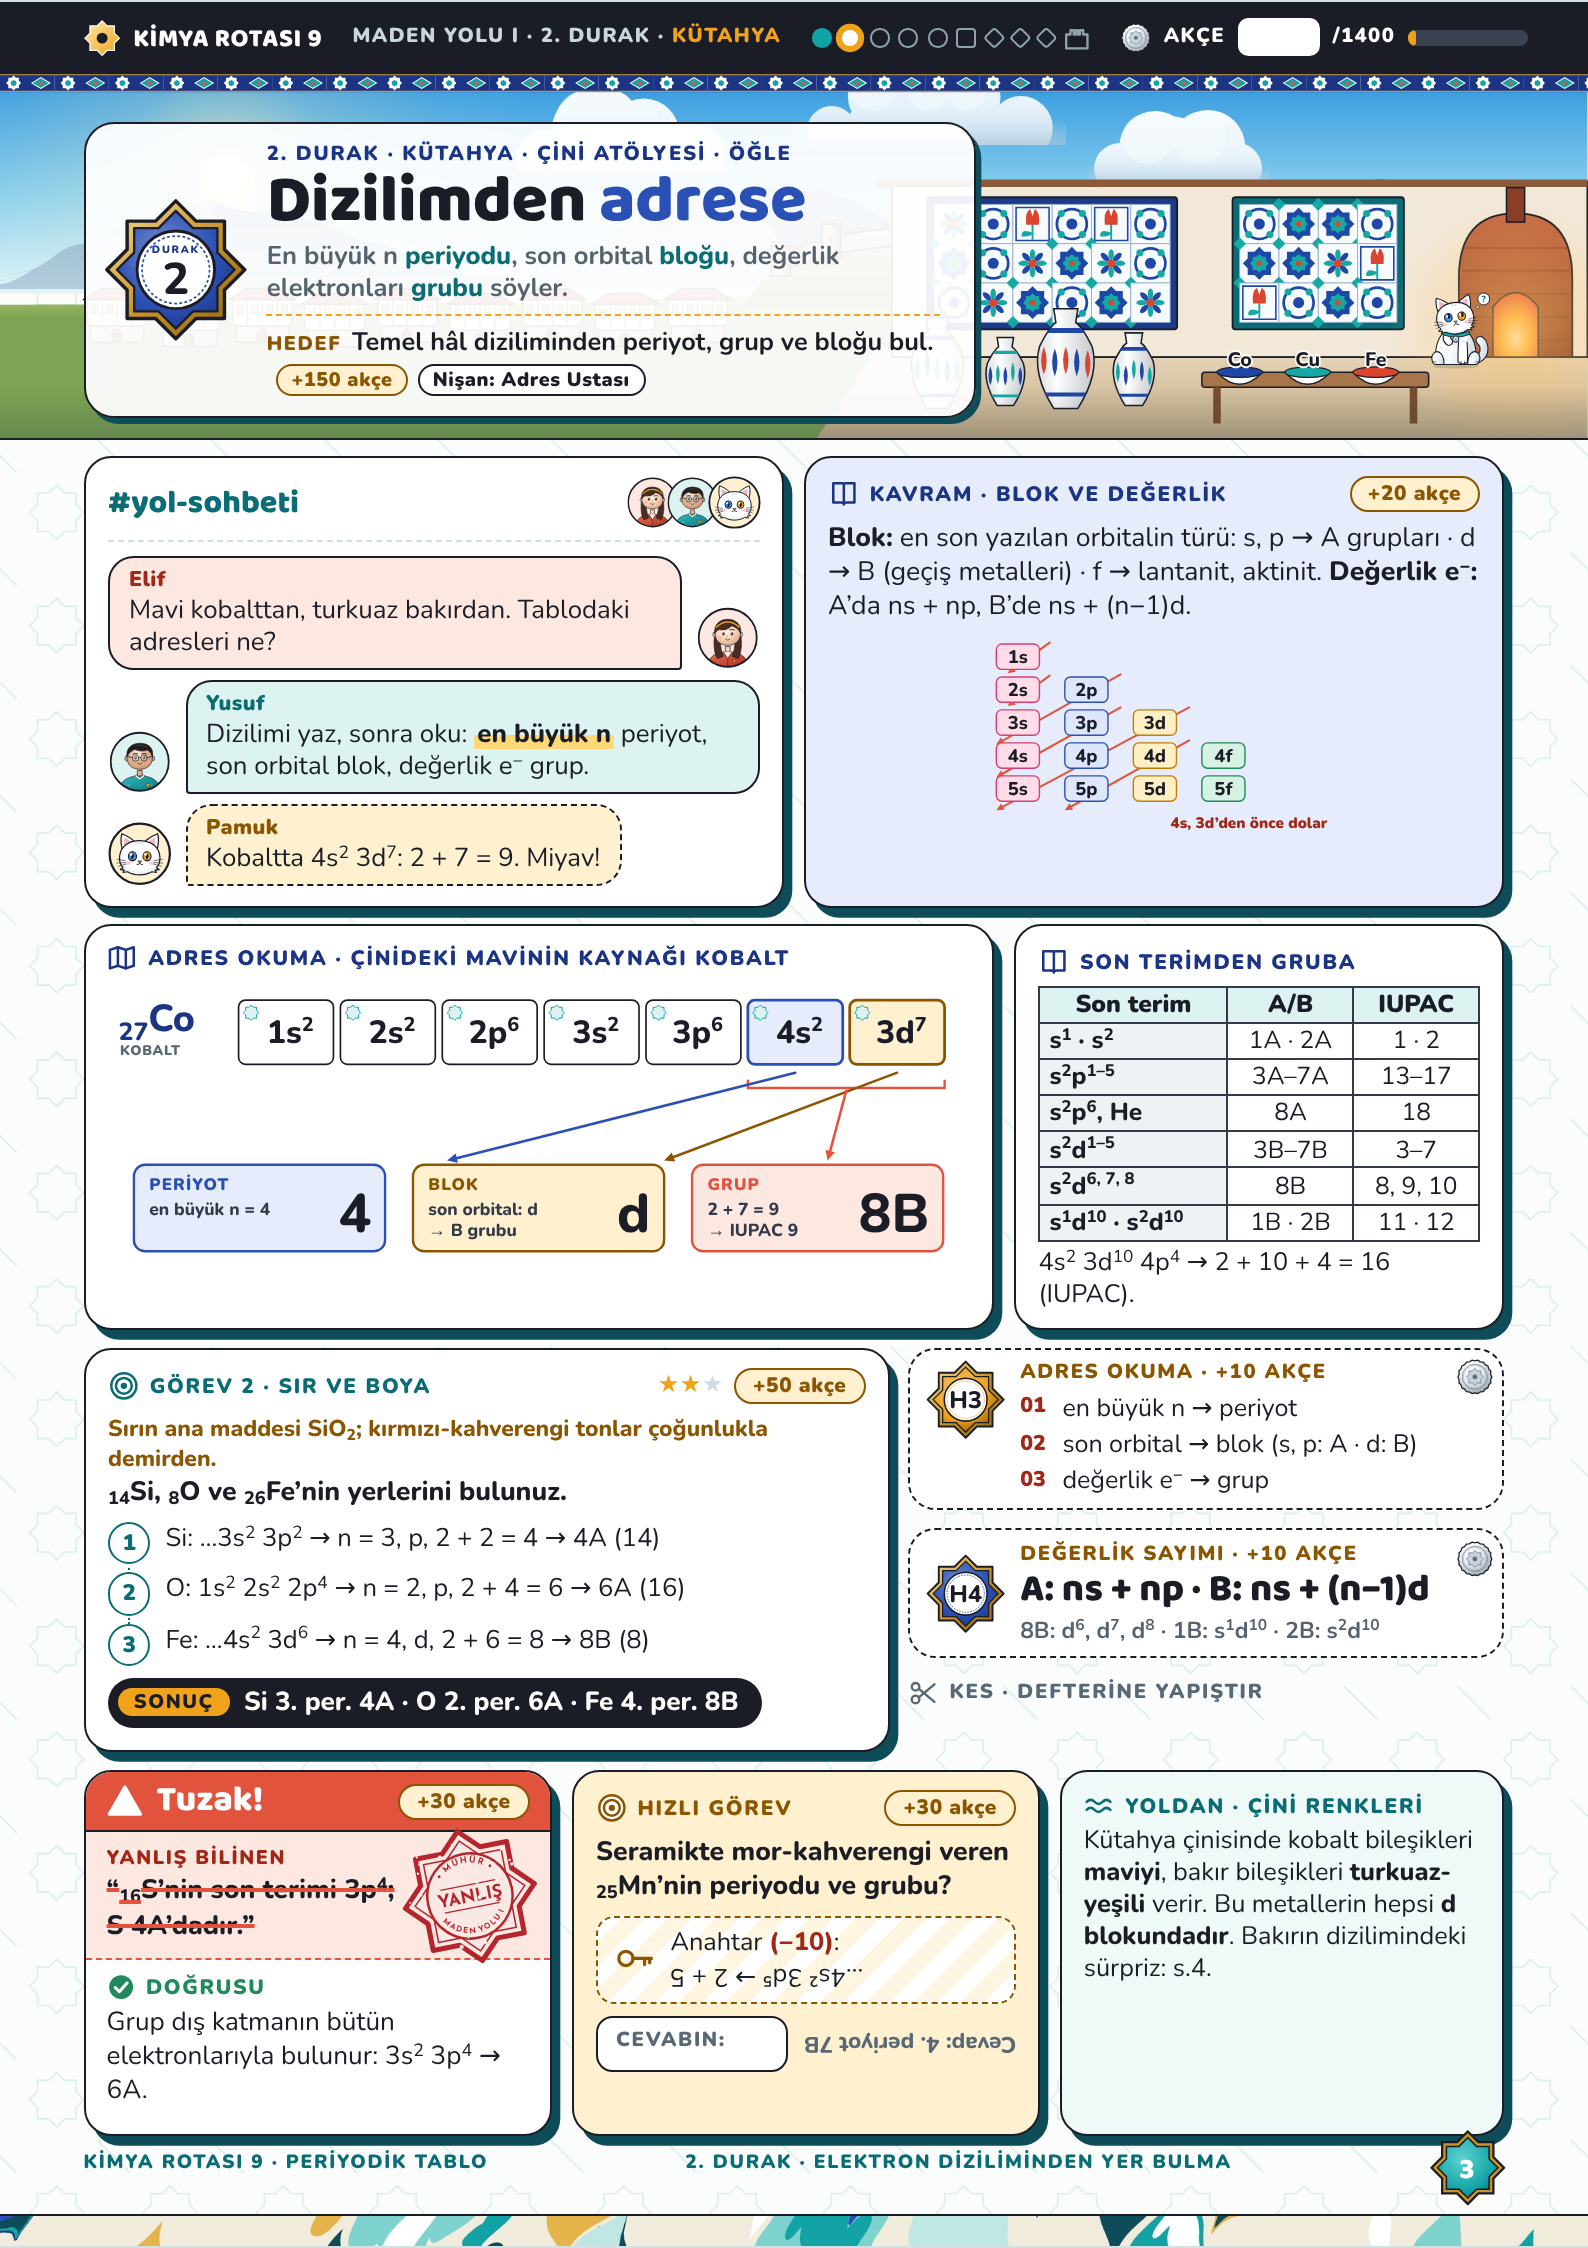 KİMYA ROTASI 9
MADEN YOLU I · 2. DURAK · KÜTAHYA
AKÇE /1400
2. DURAK · KÜTAHYA · ÇİNİ ATÖLYESİ · ÖĞLE
Dizilimden adrese
DURAK
2
En büyük n periyodu, son orbital bloğu, değerlik
elektronları grubu söyler.
HEDEF Temel hâl diziliminden periyot, grup ve bloğu bul.
+150 akçe Nişan: Adres Ustası
Co Cu Fe
?
#yol-sohbeti
Elif
Mavi kobalttan, turkuaz bakırdan. Tablodaki
adresleri ne?
Yusuf
Dizilimi yaz, sonra oku: en büyük n periyot,
son orbital blok, değerlik e⁻ grup.
Pamuk
Kobaltta 4s² 3d⁷: 2 + 7 = 9. Miyav!
KAVRAM · BLOK VE DEĞERLİK
+20 akçe
Blok: en son yazılan orbitalin türü: s, p → A grupları · d
→ B (geçiş metalleri) · f → lantanit, aktinit. Değerlik e⁻:
A’da ns + np, B’de ns + (n−1)d.
1s
2s 2p
3s 3p 3d
4s 4p 4d 4f
5s 5p 5d 5f
4s, 3d’den önce dolar
ADRES OKUMA · ÇİNİDEKİ MAVİNİN KAYNAĞI KOBALT
₂₇Co
KOBALT
1s² 2s² 2p⁶ 3s² 3p⁶ 4s² 3d⁷
PERİYOT
en büyük n = 4
4
BLOK
son orbital: d
→ B grubu
d
GRUP
2 + 7 = 9
→ IUPAC 9
8B
SON TERİMDEN GRUBA
Son terim A/B IUPAC
s¹ · s² 1A · 2A 1 · 2
s²p¹⁻⁵ 3A–7A 13–17
s²p⁶, He 8A 18
s²d¹⁻⁵ 3B–7B 3–7
s²d⁶˒ ⁷˒ ⁸ 8B 8, 9, 10
s¹d¹⁰ · s²d¹⁰ 1B · 2B 11 · 12
4s² 3d¹⁰ 4p⁴ → 2 + 10 + 4 = 16
(IUPAC).
GÖREV 2 · SIR VE BOYA
+50 akçe
Sırın ana maddesi SiO₂; kırmızı-kahverengi tonlar çoğunlukla
demirden.
₁₄Si, ₈O ve ₂₆Fe’nin yerlerini bulunuz.
1 Si: ...3s² 3p² → n = 3, p, 2 + 2 = 4 → 4A (14)
2 O: 1s² 2s² 2p⁴ → n = 2, p, 2 + 4 = 6 → 6A (16)
3 Fe: ...4s² 3d⁶ → n = 4, d, 2 + 6 = 8 → 8B (8)
SONUÇ Si 3. per. 4A · O 2. per. 6A · Fe 4. per. 8B
H3
ADRES OKUMA · +10 AKÇE
01 en büyük n → periyot
02 son orbital → blok (s, p: A · d: B)
03 değerlik e⁻ → grup
H4
DEĞERLİK SAYIMI · +10 AKÇE
A: ns + np · B: ns + (n−1)d
8B: d⁶, d⁷, d⁸ · 1B: s¹d¹⁰ · 2B: s²d¹⁰
KES · DEFTERİNE YAPIŞTIR
Tuzak!
+30 akçe
YANLIŞ BİLİNEN
“₁₆S’nin son terimi 3p⁴;
S 4A’dadır.”
MÜHÜR
YANLIŞ
MADEN YOLU I
DOĞRUSU
Grup dış katmanın bütün
elektronlarıyla bulunur: 3s² 3p⁴ →
6A.
HIZLI GÖREV
+30 akçe
Seramikte mor-kahverengi veren
₂₅Mn’nin periyodu ve grubu?
Anahtar (−10):
...4s² 3d⁵ → 2 + 5
CEVABIN:
Cevap: 4. periyot 7B
YOLDAN · ÇİNİ RENKLERİ
Kütahya çinisinde kobalt bileşikleri
maviyi, bakır bileşikleri turkuaz-
yeşili verir. Bu metallerin hepsi d
blokundadır. Bakırın dizilimindeki
sürpriz: s.4.
KİMYA ROTASI 9 · PERİYODİK TABLO
2. DURAK · ELEKTRON DİZİLİMİNDEN YER BULMA
3